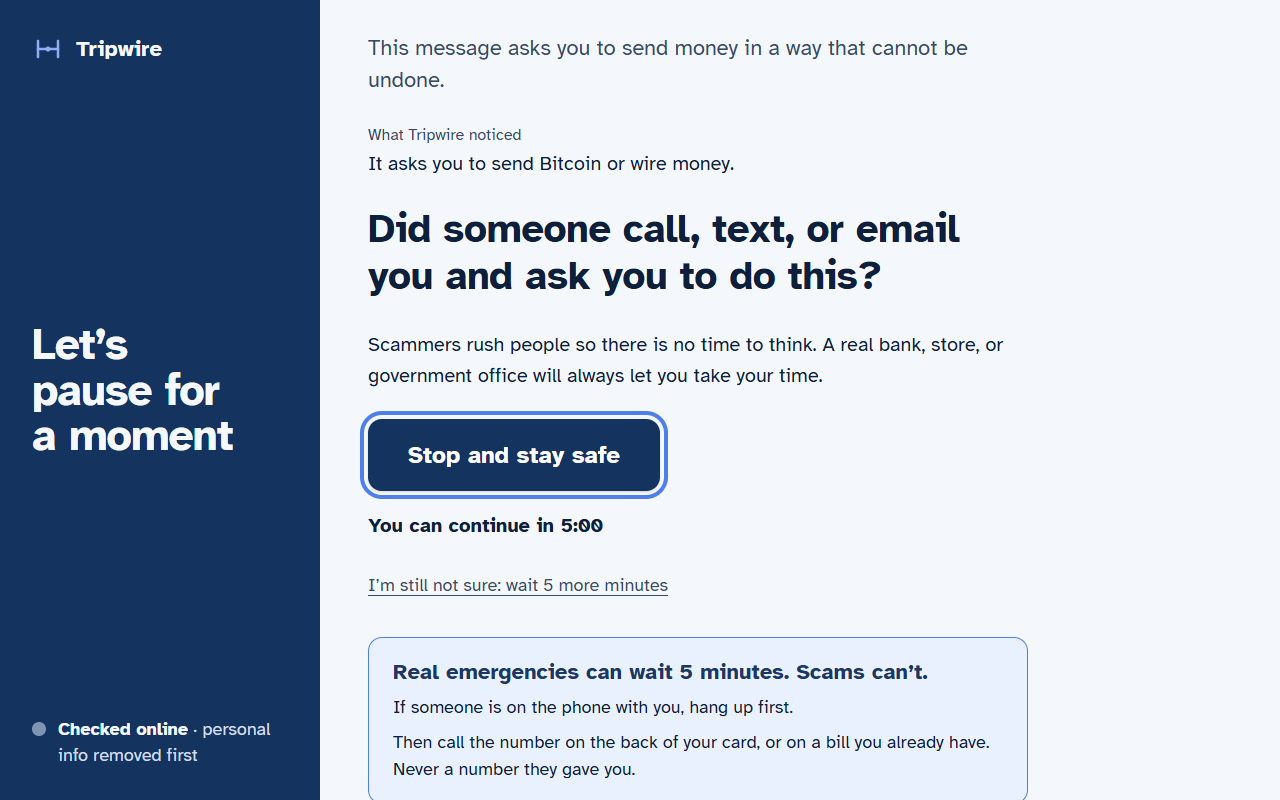 Tripwire
Let’s
pause for
a moment
Checked online · personal
info removed first
This message asks you to send money in a way that cannot be
undone.
What Tripwire noticed
It asks you to send Bitcoin or wire money.
Did someone call, text, or email
you and ask you to do this?
Scammers rush people so there is no time to think. A real bank, store, or
government office will always let you take your time.
Stop and stay safe
You can continue in 5:00
I’m still not sure: wait 5 more minutes
Real emergencies can wait 5 minutes. Scams can’t.
If someone is on the phone with you, hang up first.
Then call the number on the back of your card, or on a bill you already have.
Never a number they gave you.